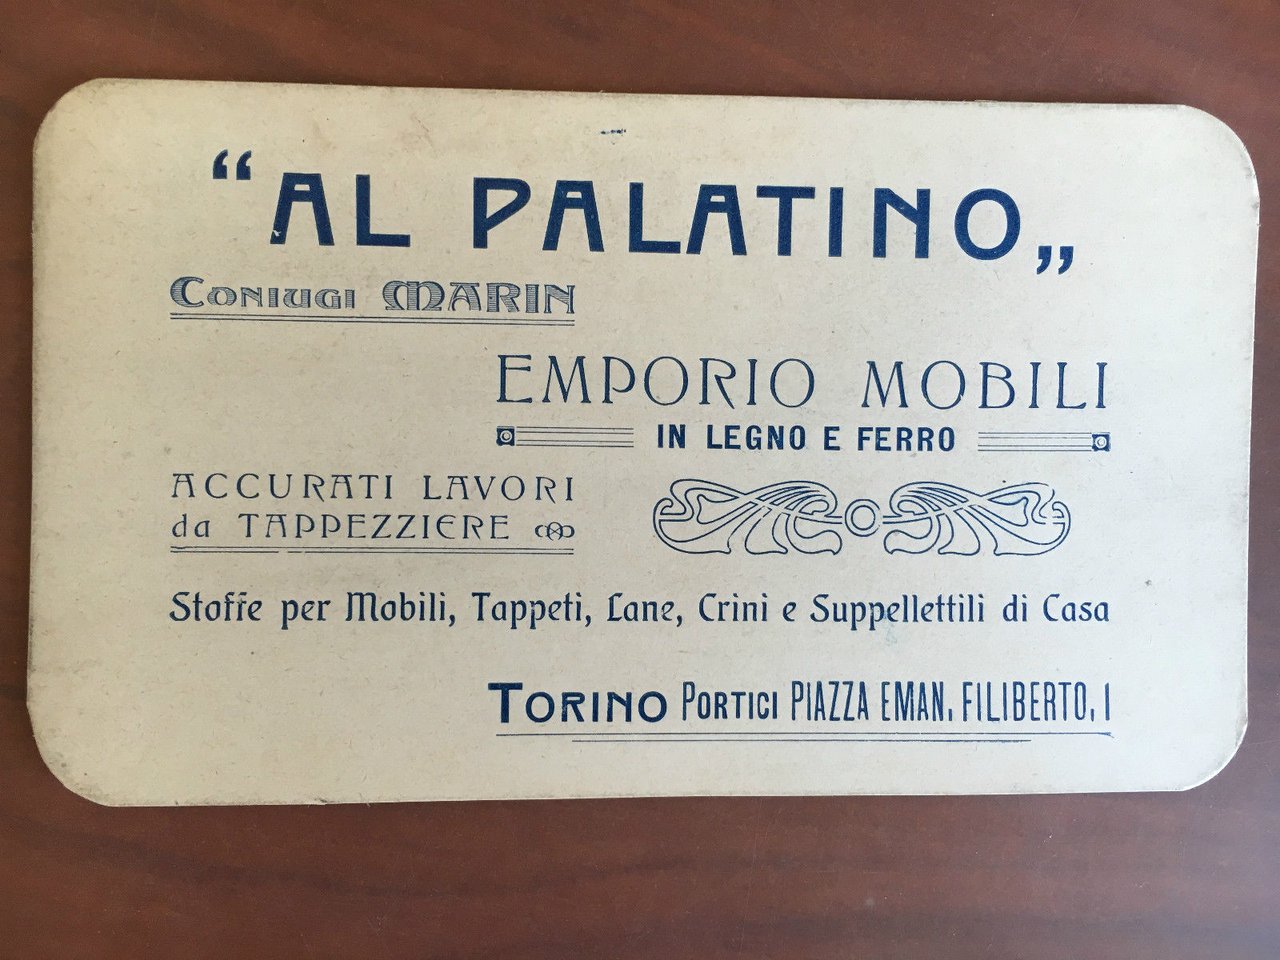 “AL PALATINO„
CONIUGI MARIN
EMPORIO MOBILI
IN LEGNO E FERRO
ACCURATI LAVORI
da TAPPEZZIERE
Stoffe per Mobili, Tappeti, Lane, Crini e Suppellettili di Casa
TORINO PORTICI PIAZZA EMAN. FILIBERTO, 1